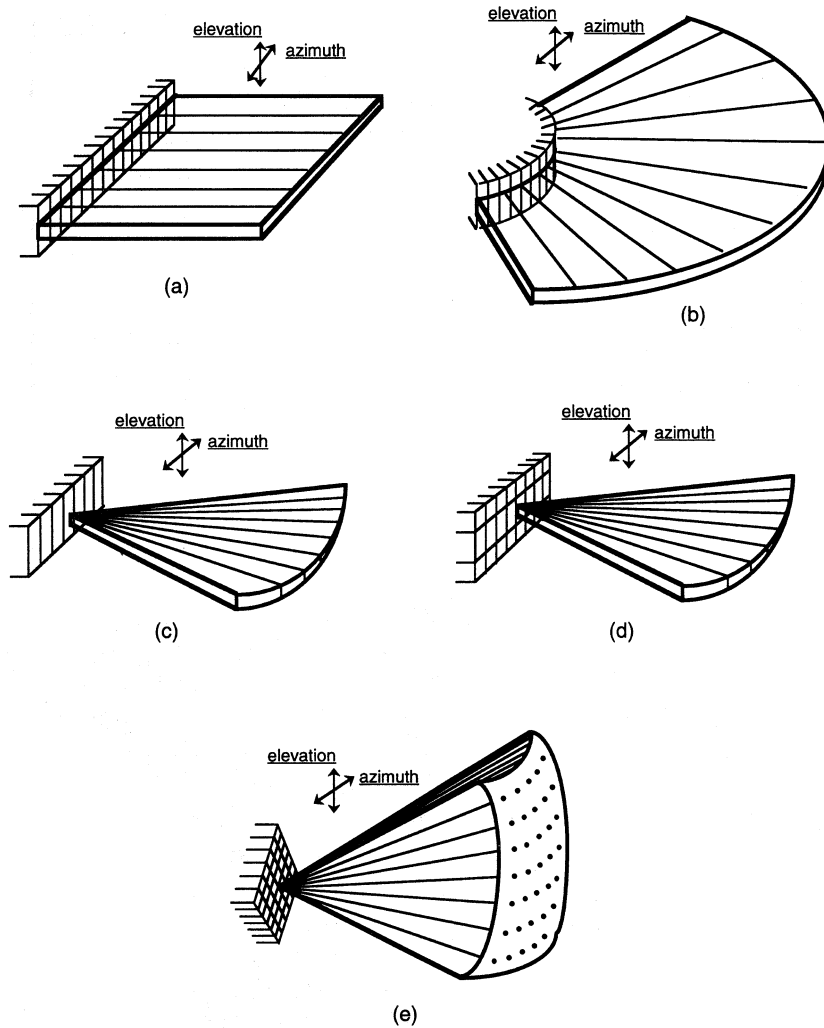 elevation
azimuth
(a)
elevation
azimuth
(b)
elevation
azimuth
(c)
elevation
azimuth
(d)
elevation
azimuth
(e)